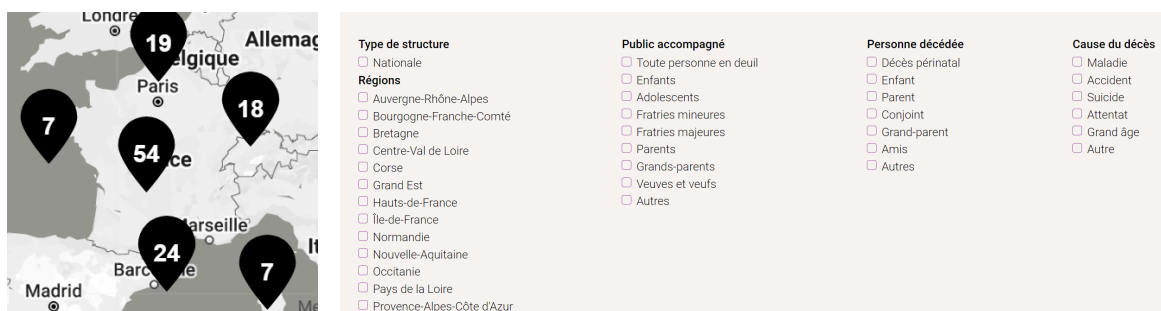 Londre
19
elgique
Allemag
Paris
18
7
54
ce
arseille
24
Barc
ne
7
It
Madrid
Me
Type de structure
Nationale
Régions
Auvergne-Rhône-Alpes
Bourgogne-Franche-Comté
Bretagne
Centre-Val de Loire
Corse
Grand Est
Hauts-de-France
Île-de-France
Normandie
Nouvelle-Aquitaine
Occitanie
Pays de la Loire
Provence-Alpes-Côte d'Azur
Public accompagné
Toute personne en deuil
Enfants
Adolescents
Fratries mineures
Fratries majeures
Parents
Grands-parents
Veuves et veufs
Autres
Personne décédée
Décès périnatal
Enfant
Parent
Conjoint
Grand-parent
Amis
Autres
Cause du décès
Maladie
Accident
Suicide
Attentat
Grand âge
Autre